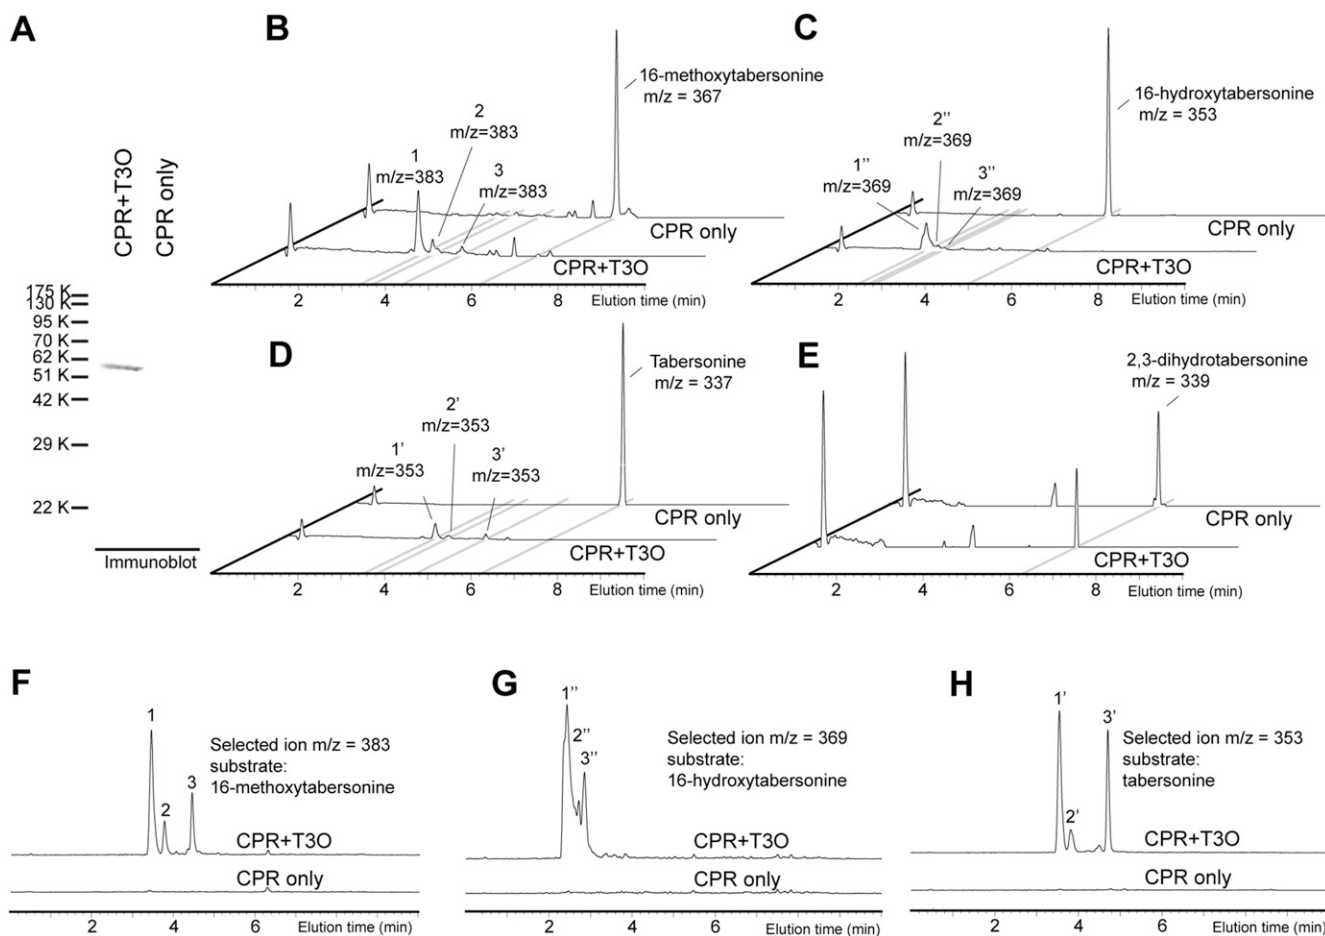 A
CPR+T3O
CPR only
175 K
130 K
95 K
70 K
62 K
51 K
42 K
29 K
22 K
Immunoblot
B
16-methoxytabersonine
m/z = 367
2
m/z=383
1
m/z=383
3
m/z=383
CPR only
CPR+T3O
2 4 6 8 Elution time (min)
C
16-hydroxytabersonine
m/z = 353
2''
m/z=369
1''
m/z=369
3''
m/z=369
CPR only
CPR+T3O
2 4 6 8 Elution time (min)
D
Tabersonine
m/z = 337
2'
m/z=353
1'
m/z=353
3'
m/z=353
CPR only
CPR+T3O
2 4 6 8 Elution time (min)
E
2,3-dihydrotabersonine
m/z = 339
CPR only
CPR+T3O
2 4 6 8 Elution time (min)
F
1
2
3
Selected ion m/z = 383
substrate:
16-methoxytabersonine
CPR+T3O
CPR only
2 4 6 Elution time (min)
G
1''
2''
3''
Selected ion m/z = 369
substrate:
16-hydroxytabersonine
CPR+T3O
CPR only
2 4 6 Elution time (min)
H
1'
2'
3'
Selected ion m/z = 353
substrate:
tabersonine
CPR+T3O
CPR only
2 4 6 Elution time (min)